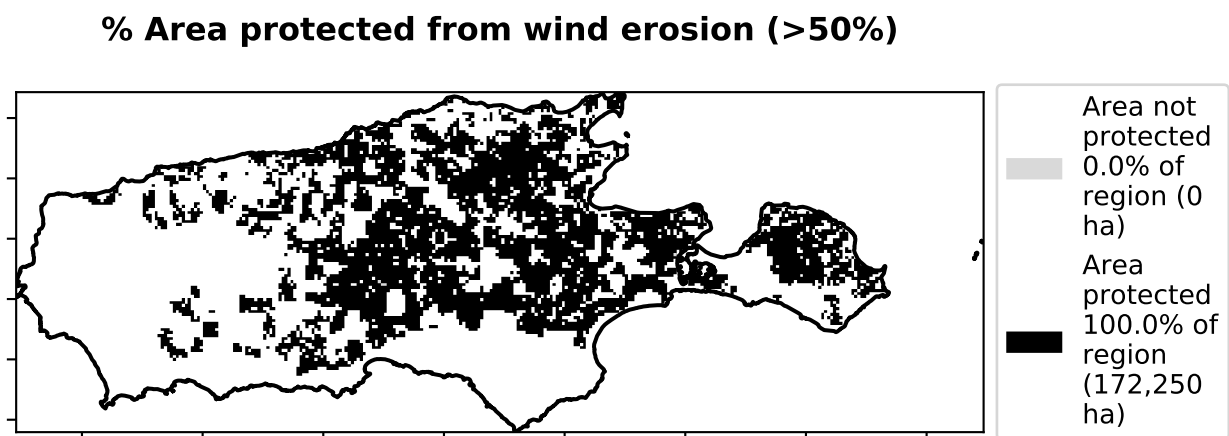 % Area protected from wind erosion (>50%)
Area not
protected
0.0% of
region (0
ha)
Area
protected
100.0% of
region
(172,250
ha)